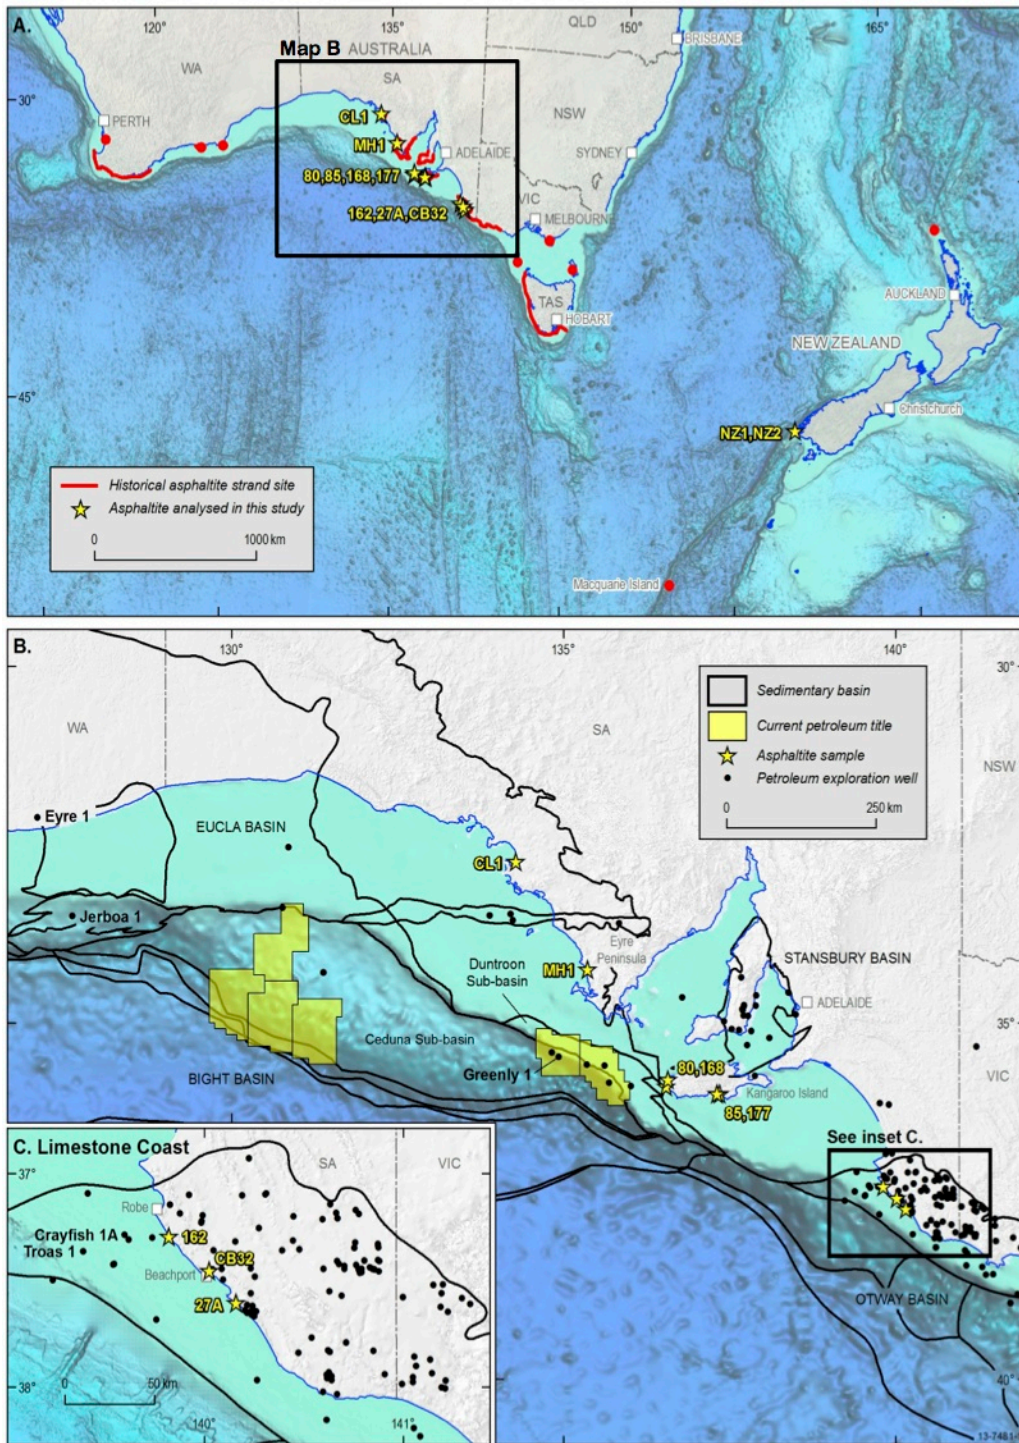 A.
120°
135°
150°
165°
QLD
BRISBANE
Map B
AUSTRALIA
WA
SA
30°
NSW
CL1
PERTH
MH1
ADELAIDE
SYDNEY
80,85,168,177
VIC
162,27A,CB32
MELBOURNE
TAS
HOBART
AUCKLAND
NEW ZEALAND
45°
Christchurch
NZ1,NZ2
Historical asphaltite strand site
Asphaltite analysed in this study
0 1000 km
Macquarie Island
B.
130°
135°
140°
30°
WA
SA
NSW
Sedimentary basin
Current petroleum title
Asphaltite sample
Petroleum exploration well
0 250 km
Eyre 1
EUCLA BASIN
CL1
Jerboa 1
Eyre
Peninsula
MH1
Duntroon
Sub-basin
STANSBURY BASIN
ADELAIDE
35°
Ceduna Sub-basin
VIC
BIGHT BASIN
Greenly 1
80,168
Kangaroo Island
85,177
See inset C.
OTWAY BASIN
40°
C. Limestone Coast
SA
VIC
37°
Robe
162
Crayfish 1A
Troas 1
CB32
Beachport
27A
38°
0 50 km
140°
141°